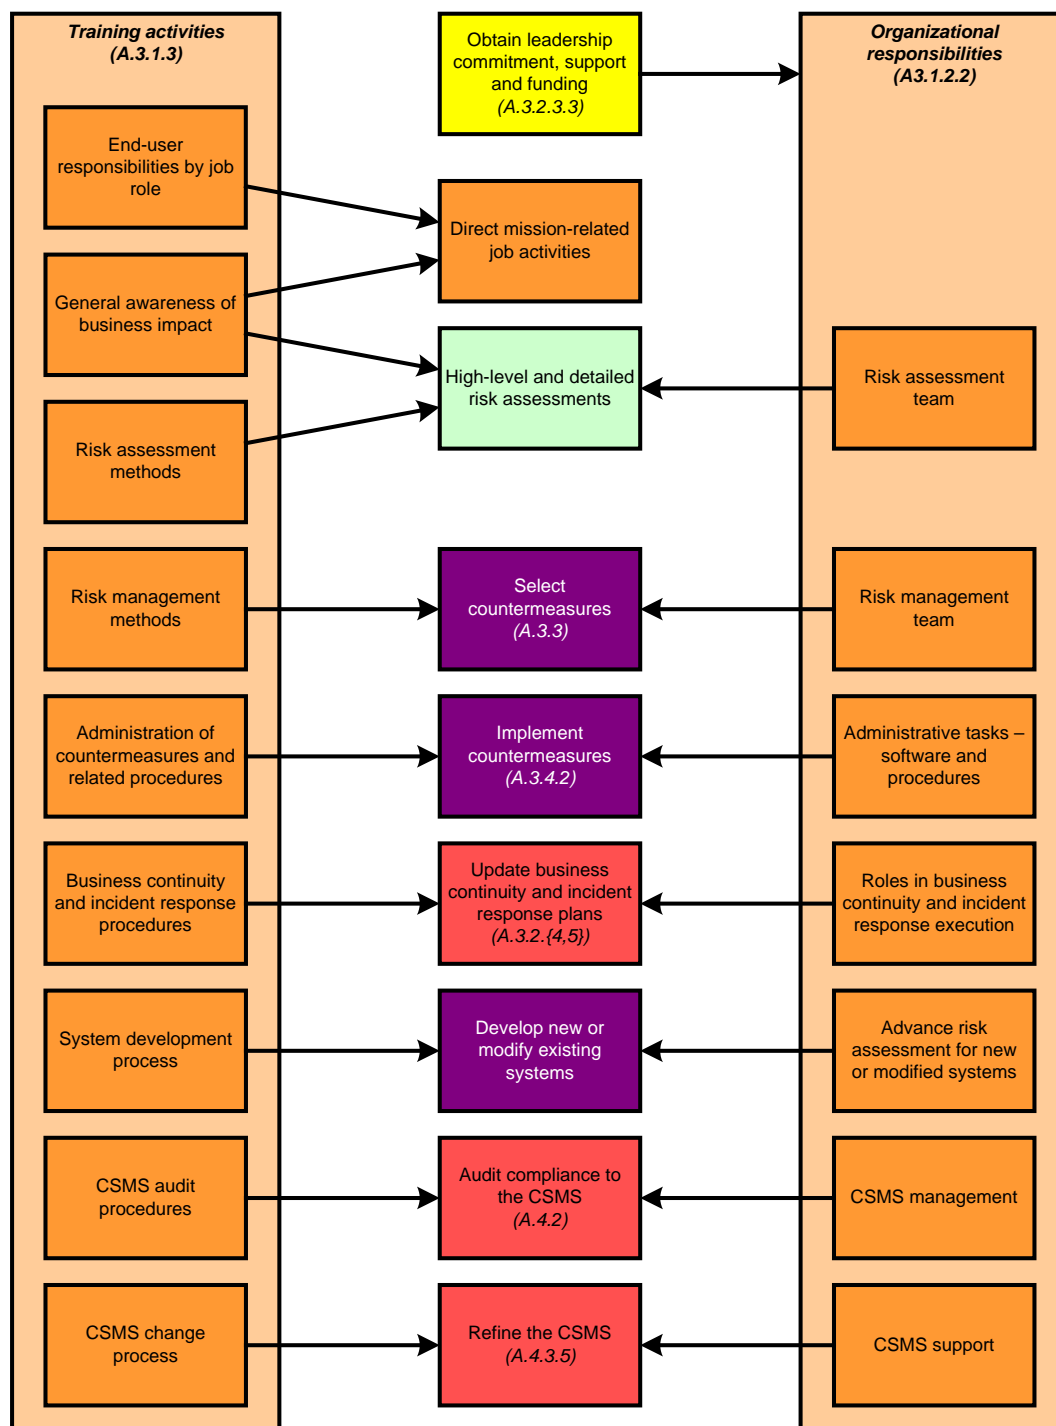 Training activities
(A.3.1.3)
Obtain leadership
commitment, support
and funding
(A.3.2.3.3)
Organizational
responsibilities
(A3.1.2.2)
End-user
responsibilities by job
role
Direct mission-related
job activities
General awareness of
business impact
High-level and detailed
risk assessments
Risk assessment
team
Risk assessment
methods
Risk management
methods
Select
countermeasures
(A.3.3)
Risk management
team
Administration of
countermeasures and
related procedures
Implement
countermeasures
(A.3.4.2)
Administrative tasks –
software and
procedures
Business continuity
and incident response
procedures
Update business
continuity and incident
response plans
(A.3.2.{4,5})
Roles in business
continuity and incident
response execution
System development
process
Develop new or
modify existing
systems
Advance risk
assessment for new
or modified systems
CSMS audit
procedures
Audit compliance to
the CSMS
(A.4.2)
CSMS management
CSMS change
process
Refine the CSMS
(A.4.3.5)
CSMS support